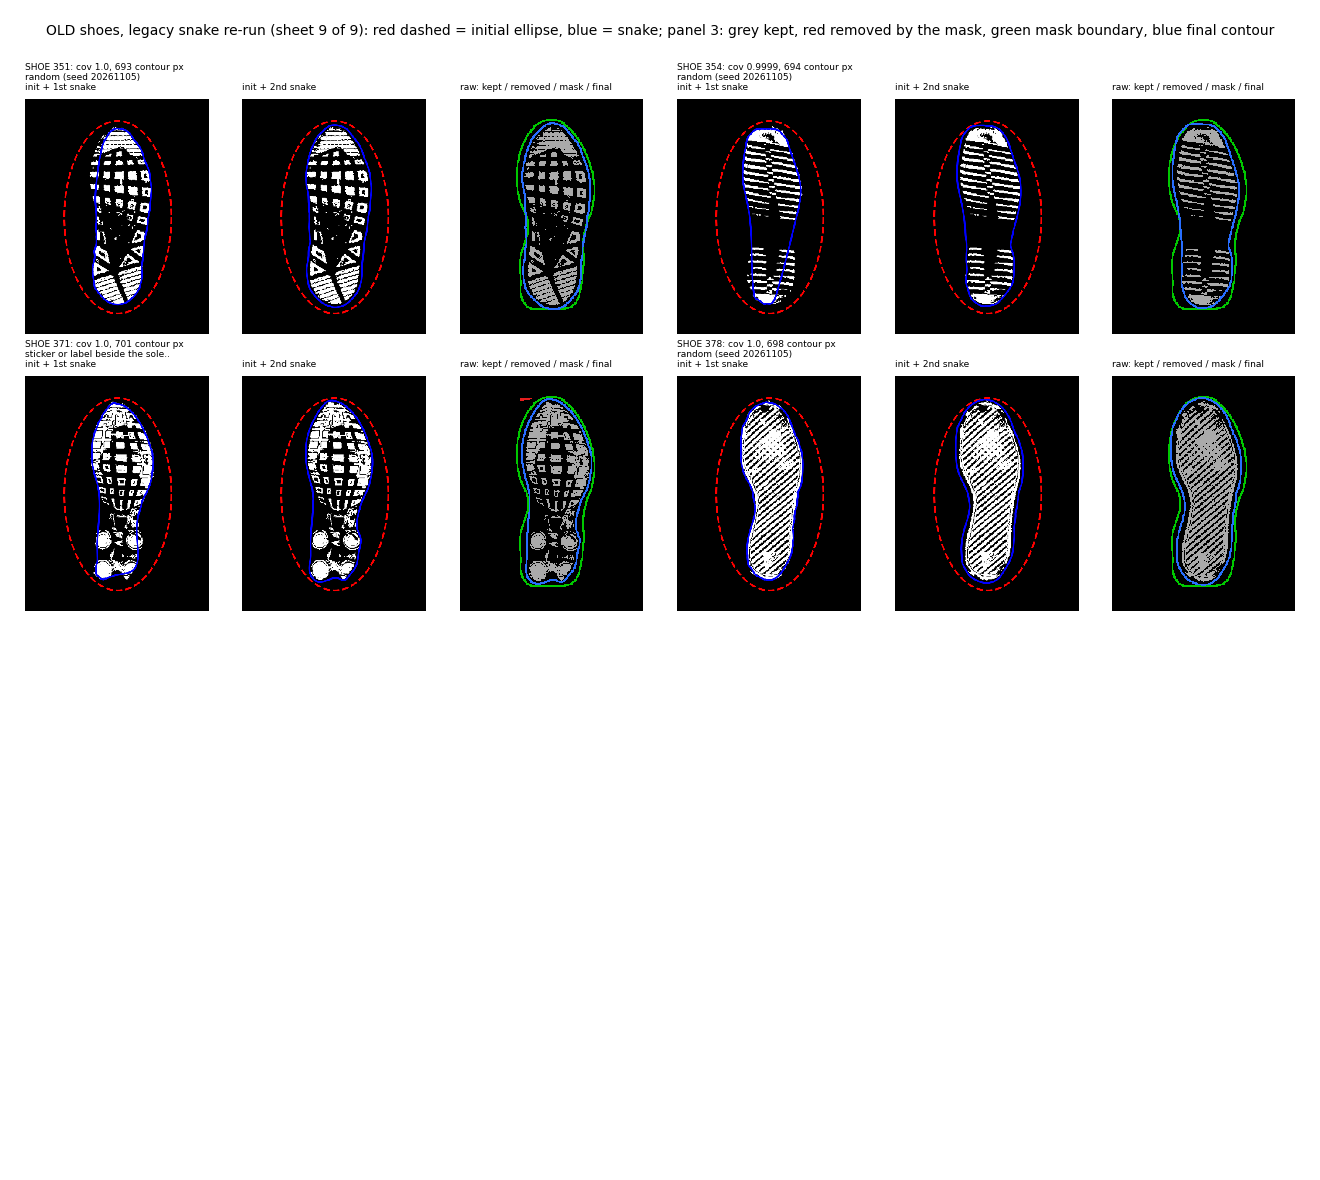 OLD shoes, legacy snake re-run (sheet 9 of 9): red dashed = initial ellipse, blue = snake; panel 3: grey kept, red removed by the mask, green mask boundary, blue final contour
SHOE 351: cov 1.0, 693 contour px
random (seed 20261105)
init + 1st snake
init + 2nd snake
raw: kept / removed / mask / final
SHOE 354: cov 0.9999, 694 contour px
random (seed 20261105)
init + 1st snake
init + 2nd snake
raw: kept / removed / mask / final
SHOE 371: cov 1.0, 701 contour px
sticker or label beside the sole..
init + 1st snake
init + 2nd snake
raw: kept / removed / mask / final
SHOE 378: cov 1.0, 698 contour px
random (seed 20261105)
init + 1st snake
init + 2nd snake
raw: kept / removed / mask / final